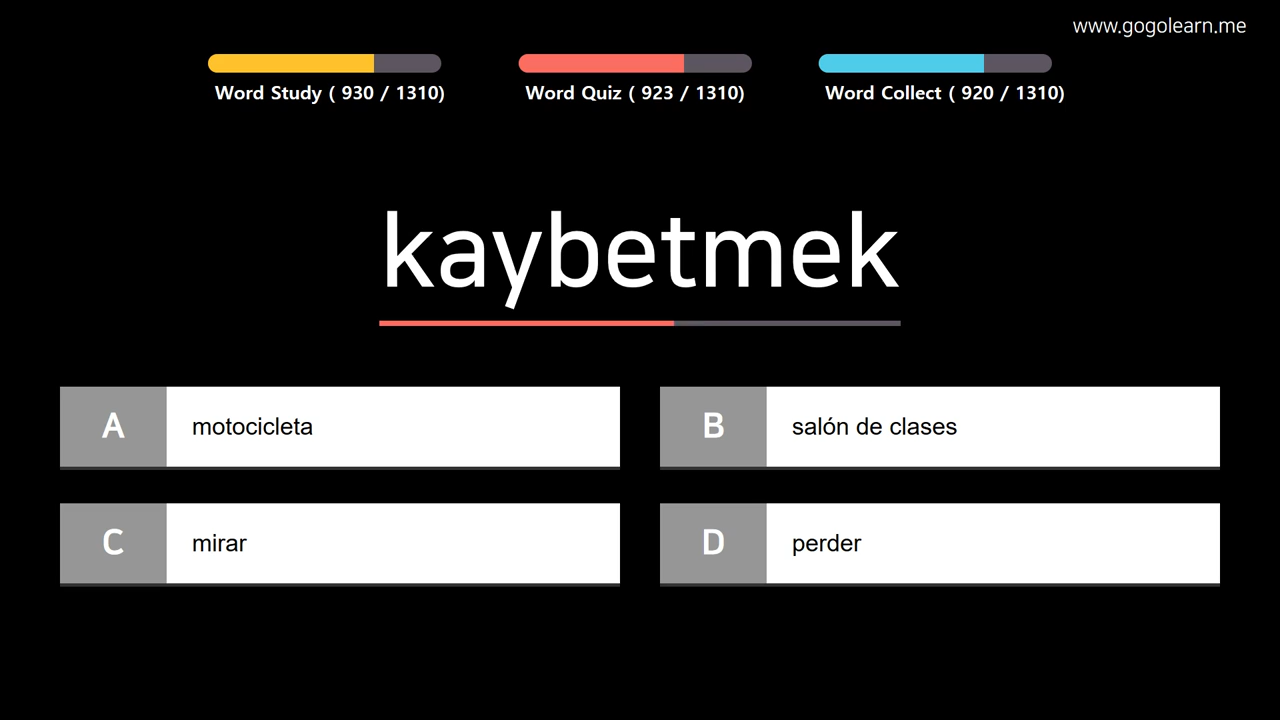 www.gogolearn.me
Word Study ( 930 / 1310)
Word Quiz ( 923 / 1310)
Word Collect ( 920 / 1310)
kaybetmek
A motocicleta
B salón de clases
C mirar
D perder